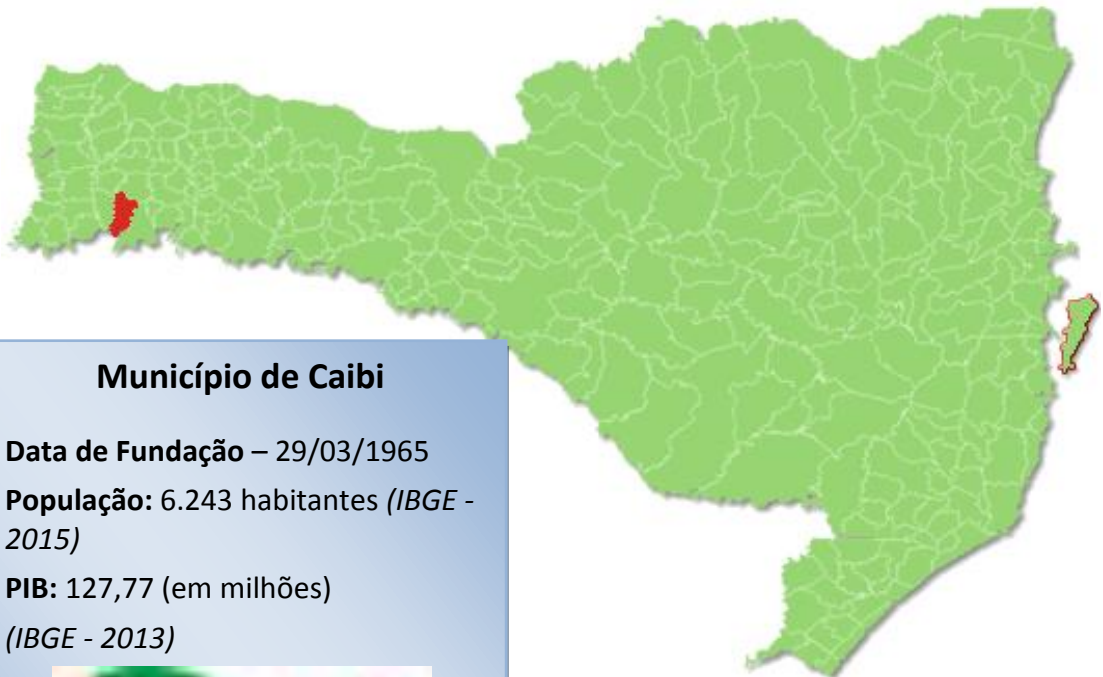 Município de Caibi
Data de Fundação – 29/03/1965
População: 6.243 habitantes (IBGE -
2015)
PIB: 127,77 (em milhões)
(IBGE - 2013)